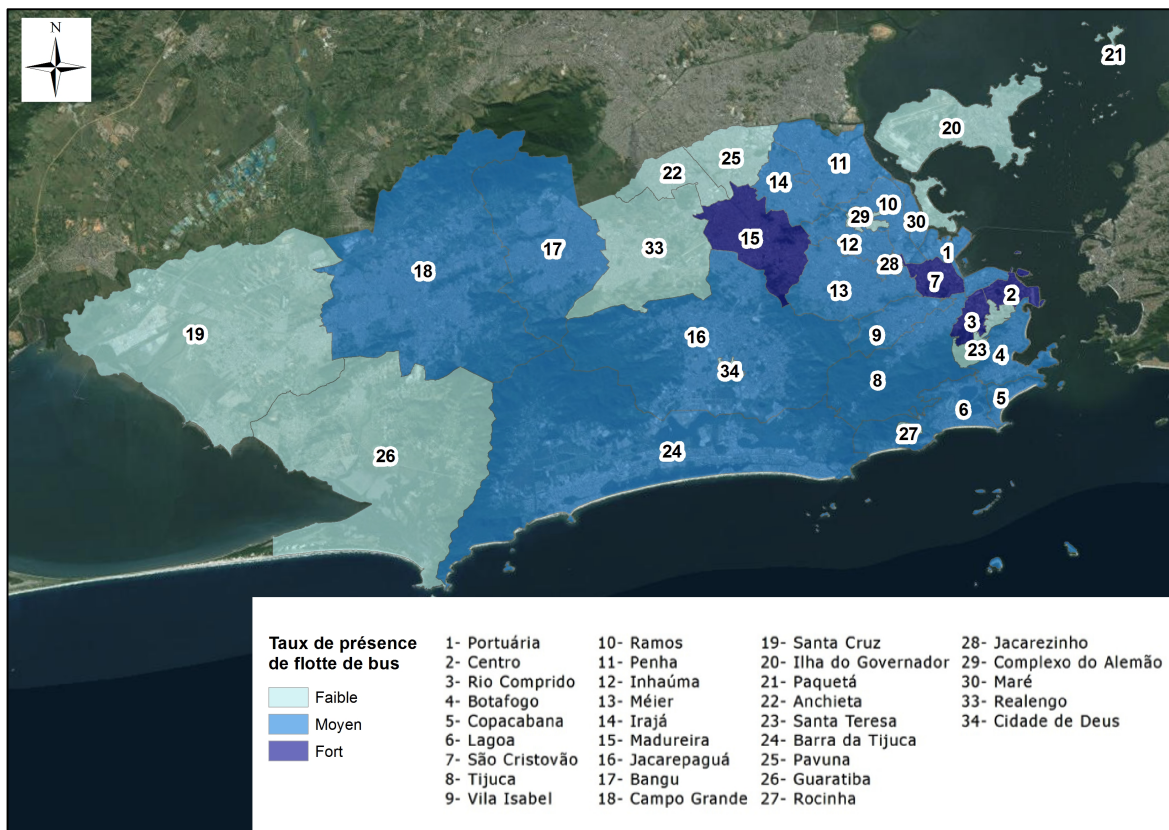 N
21
20
25
22
11
14
10
29
30
15
12
1
17
33
28
18
7
13
2
3
19
16
9
23
4
34
8
5
6
27
24
26
Taux de présence
de flotte de bus
Faible
Moyen
Fort
1- Portuária
2- Centro
3- Rio Comprido
4- Botafogo
5- Copacabana
6- Lagoa
7- São Cristovão
8- Tijuca
9- Vila Isabel
10- Ramos
11- Penha
12- Inhaúma
13- Méier
14- Irajá
15- Madureira
16- Jacarepaguá
17- Bangu
18- Campo Grande
19- Santa Cruz
20- Ilha do Governador
21- Paquetá
22- Anchieta
23- Santa Teresa
24- Barra da Tijuca
25- Pavuna
26- Guaratiba
27- Rocinha
28- Jacarezinho
29- Complexo do Alemão
30- Maré
33- Realengo
34- Cidade de Deus